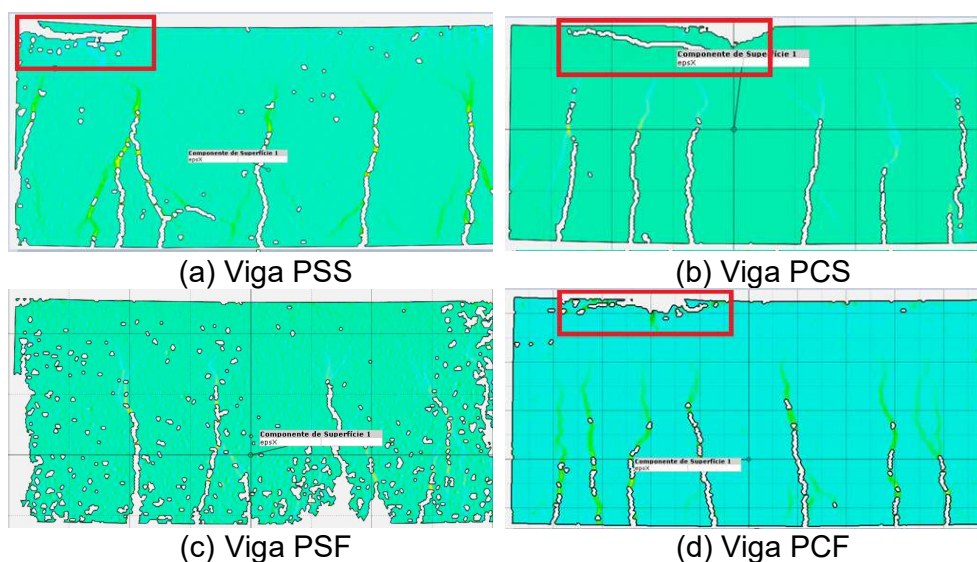 Componente de Superfície 1
epsX
Componente de Superfície 1
epsX
(a) Viga PSS
(b) Viga PCS
Componente de Superfície 1
epsX
Componente de Superfície 1
epsX
(c) Viga PSF
(d) Viga PCF